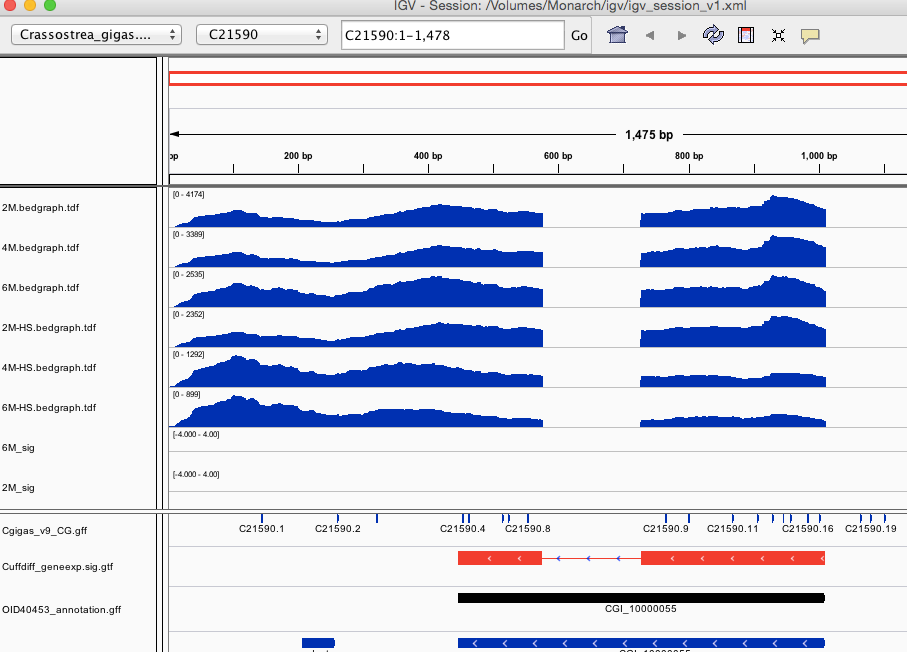 IGV - Session: /Volumes/Monarch/igv/igv_session_v1.xml
Crassostrea_gigas.... C21590 C21590:1-1,478 Go
1,475 bp
bp 200 bp 400 bp 600 bp 800 bp 1,000 bp
[0 - 4174]
2M.bedgraph.tdf
[0 - 3389]
4M.bedgraph.tdf
[0 - 2535]
6M.bedgraph.tdf
[0 - 2352]
2M-HS.bedgraph.tdf
[0 - 1292]
4M-HS.bedgraph.tdf
[0 - 899]
6M-HS.bedgraph.tdf
[-4.000 - 4.00]
6M_sig
[-4.000 - 4.00]
2M_sig
Cgigas_v9_CG.gff C21590.1 C21590.2 C21590.4 C21590.8 C21590.9 C21590.11 C21590.16 C21590.19
Cuffdiff_geneexp.sig.gtf
OID40453_annotation.gff CGI_10000055
CGI_10000055